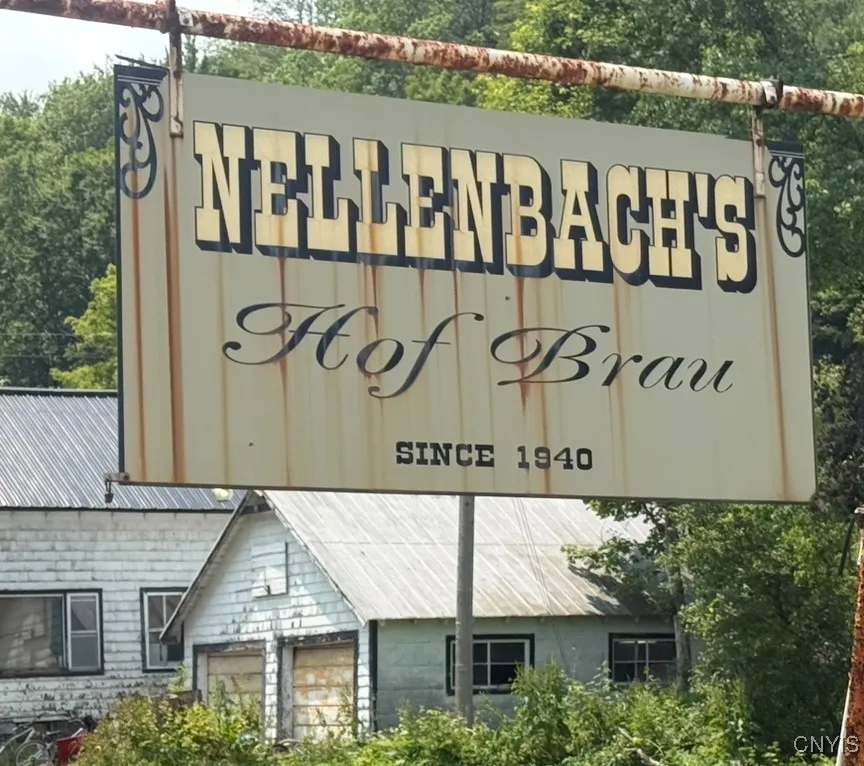 NELLENBACH'S
Hof Brau
SINCE 1940
CNYIS